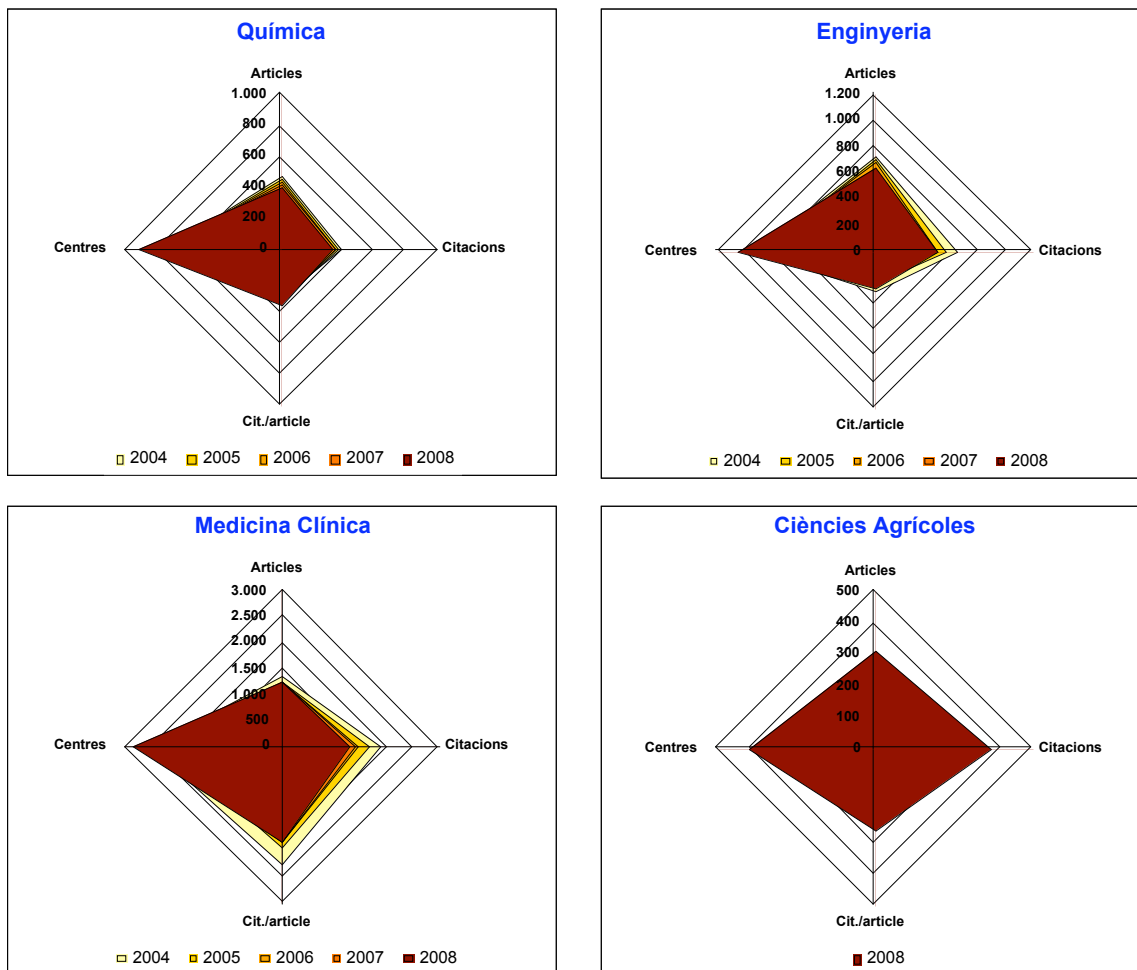 Química
Articles
1.000
800
600
400
200
0
Centres
Citacions
Cit./article
2004 2005 2006 2007 2008
Enginyeria
Articles
1.200
1.000
800
600
400
200
0
Centres
Citacions
Cit./article
2004 2005 2006 2007 2008
Medicina Clínica
Articles
3.000
2.500
2.000
1.500
1.000
500
0
Centres
Citacions
Cit./article
2004 2005 2006 2007 2008
Ciències Agrícoles
Articles
500
400
300
200
100
0
Centres
Citacions
Cit./article
2008